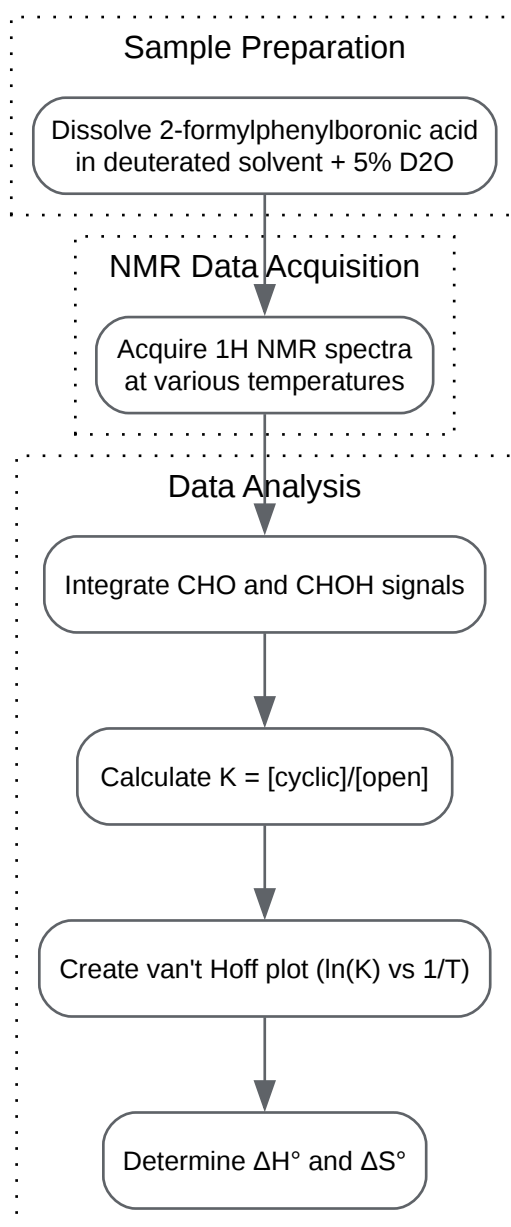 Sample Preparation
Dissolve 2-formylphenylboronic acid
in deuterated solvent + 5% D2O
NMR Data Acquisition
Acquire 1H NMR spectra
at various temperatures
Data Analysis
Integrate CHO and CHOH signals
Calculate K = [cyclic]/[open]
Create van't Hoff plot (ln(K) vs 1/T)
Determine ΔH° and ΔS°